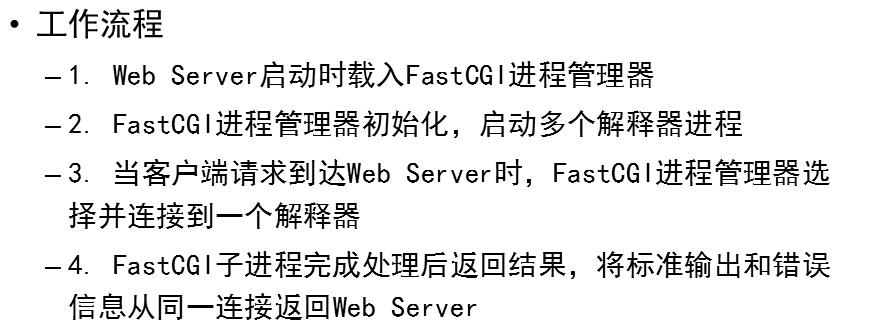 • 工作流程
– 1. Web Server启动时载入FastCGI进程管理器
– 2. FastCGI进程管理器初始化，启动多个解释器进程
– 3. 当客户端请求到达Web Server时，FastCGI进程管理器选
择并连接到一个解释器
– 4. FastCGI子进程完成处理后返回结果，将标准输出和错误
信息从同一连接返回Web Server